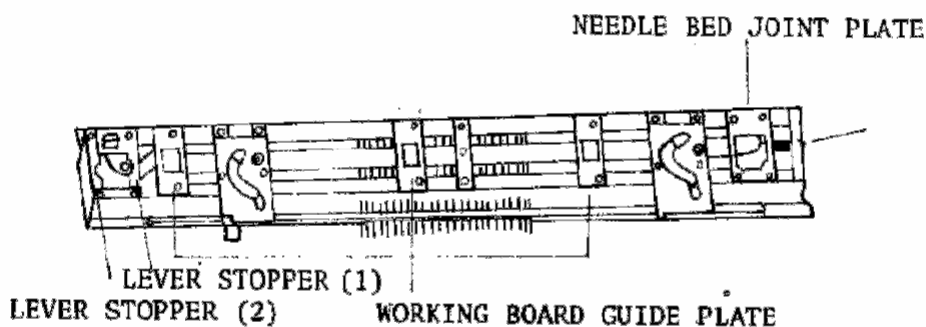 NEEDLE BED JOINT PLATE
LEVER STOPPER (1)
LEVER STOPPER (2)
WORKING BOARD GUIDE PLATE